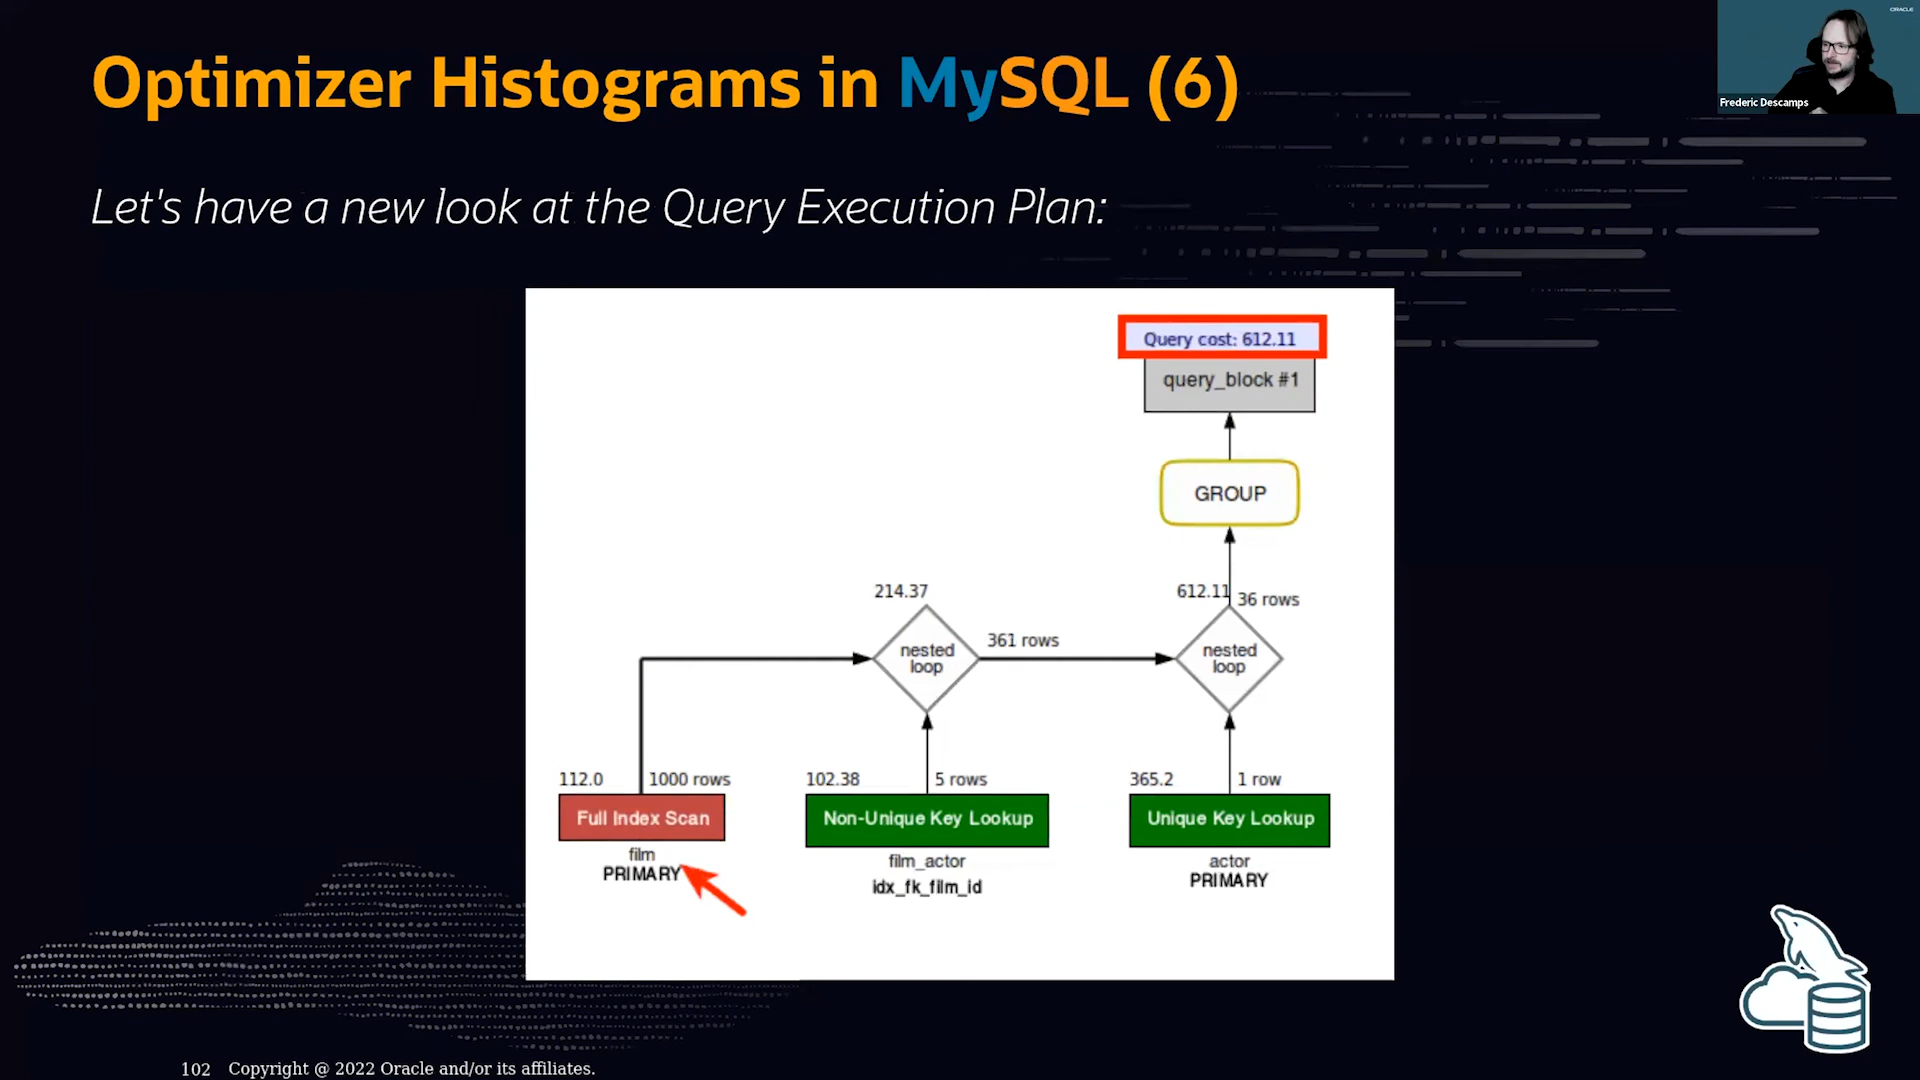 ORACLE
Frederic Descamps
Optimizer Histograms in MySQL (6)
Let's have a new look at the Query Execution Plan:
Query cost: 612.11
query_block #1
GROUP
214.37
612.11
36 rows
nested
loop
361 rows
nested
loop
112.0
1000 rows
102.38
5 rows
365.2
1 row
Full Index Scan
Non-Unique Key Lookup
Unique Key Lookup
film
PRIMARY
film_actor
idx_fk_film_id
actor
PRIMARY
102 Copyright @ 2022 Oracle and/or its affiliates.